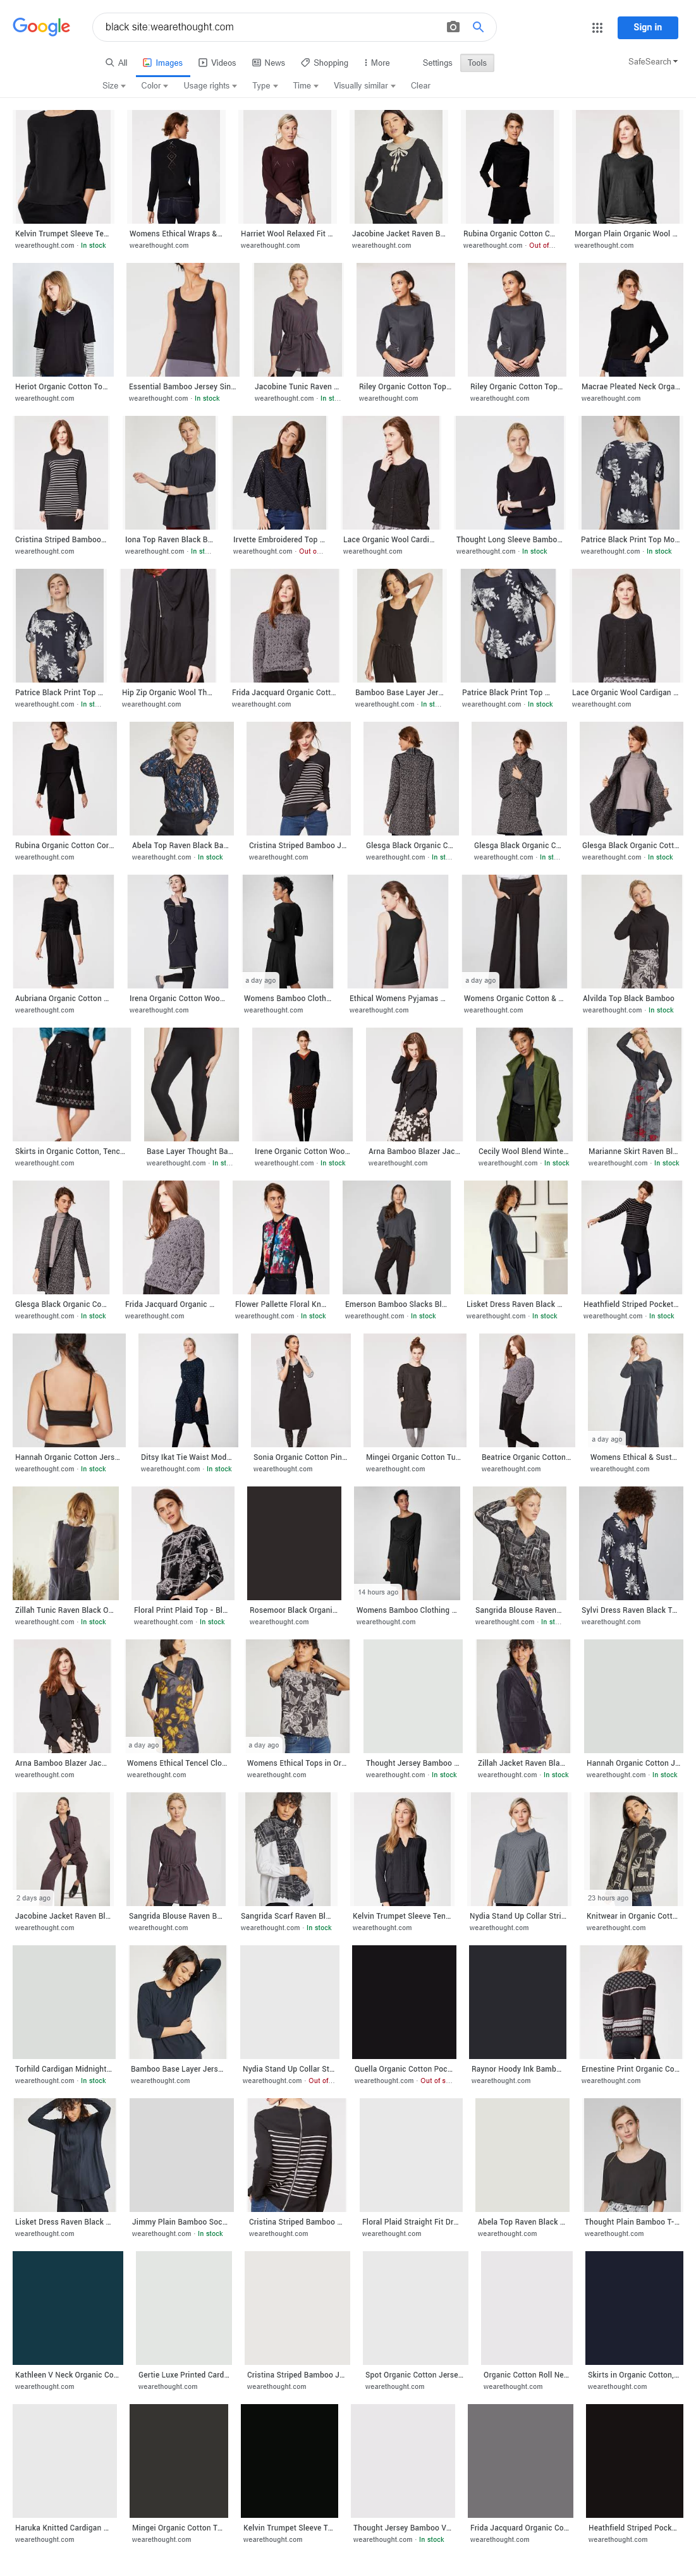 Google
black site:wearethought.com
Sign in
All Images Videos News Shopping More Settings Tools SafeSearch
Size Color Usage rights Type Time Visually similar Clear
Kelvin Trumpet Sleeve Te... Womens Ethical Wraps &... Harriet Wool Relaxed Fit ... Jacobine Jacket Raven B... Rubina Organic Cotton C... Morgan Plain Organic Wool ...
wearethought.com · In stock wearethought.com wearethought.com wearethought.com wearethought.com · Out of... wearethought.com
Heriot Organic Cotton To... Essential Bamboo Jersey Sin... Jacobine Tunic Raven ... Riley Organic Cotton Top... Riley Organic Cotton Top... Macrae Pleated Neck Orga...
wearethought.com wearethought.com · In stock wearethought.com · In st... wearethought.com wearethought.com wearethought.com
Cristina Striped Bamboo... Iona Top Raven Black B... Irvette Embroidered Top ... Lace Organic Wool Cardi... Thought Long Sleeve Bambo... Patrice Black Print Top Mo...
wearethought.com wearethought.com · In st... wearethought.com · Out o... wearethought.com wearethought.com · In stock wearethought.com · In stock
Patrice Black Print Top ... Hip Zip Organic Wool Th... Frida Jacquard Organic Cott... Bamboo Base Layer Jer... Patrice Black Print Top ... Lace Organic Wool Cardigan ...
wearethought.com · In st... wearethought.com wearethought.com wearethought.com · In st... wearethought.com · In stock wearethought.com
Rubina Organic Cotton Cor... Abela Top Raven Black Ba... Cristina Striped Bamboo J... Glesga Black Organic C... Glesga Black Organic C... Glesga Black Organic Cott...
wearethought.com wearethought.com · In stock wearethought.com wearethought.com · In st... wearethought.com · In st... wearethought.com · In stock
a day ago a day ago
Aubriana Organic Cotton ... Irena Organic Cotton Woo... Womens Bamboo Cloth... Ethical Womens Pyjamas ... Womens Organic Cotton & ... Alvilda Top Black Bamboo
wearethought.com wearethought.com wearethought.com wearethought.com wearethought.com wearethought.com · In stock
Skirts in Organic Cotton, Tenc... Base Layer Thought Ba... Irene Organic Cotton Woo... Arna Bamboo Blazer Jac... Cecily Wool Blend Winte... Marianne Skirt Raven Bl...
wearethought.com wearethought.com · In st... wearethought.com · In stock wearethought.com wearethought.com · In stock wearethought.com · In stock
Glesga Black Organic Co... Frida Jacquard Organic ... Flower Pallette Floral Kn... Emerson Bamboo Slacks Bl... Lisket Dress Raven Black ... Heathfield Striped Pocket...
wearethought.com · In stock wearethought.com wearethought.com · In stock wearethought.com · In stock wearethought.com · In stock wearethought.com · In stock
a day ago
Hannah Organic Cotton Jers... Ditsy Ikat Tie Waist Mod... Sonia Organic Cotton Pin... Mingei Organic Cotton Tu... Beatrice Organic Cotton... Womens Ethical & Sust...
wearethought.com · In stock wearethought.com · In stock wearethought.com wearethought.com wearethought.com wearethought.com
14 hours ago
Zillah Tunic Raven Black O... Floral Print Plaid Top - Bl... Rosemoor Black Organi... Womens Bamboo Clothing ... Sangrida Blouse Raven... Sylvi Dress Raven Black T...
wearethought.com · In stock wearethought.com · In stock wearethought.com wearethought.com wearethought.com · In st... wearethought.com
a day ago a day ago
Arna Bamboo Blazer Jac... Womens Ethical Tencel Clo... Womens Ethical Tops in Or... Thought Jersey Bamboo ... Zillah Jacket Raven Bla... Hannah Organic Cotton J...
wearethought.com wearethought.com wearethought.com wearethought.com · In stock wearethought.com · In stock wearethought.com · In stock
2 days ago 23 hours ago
Jacobine Jacket Raven Bl... Sangrida Blouse Raven B... Sangrida Scarf Raven Bl... Kelvin Trumpet Sleeve Ten... Nydia Stand Up Collar Stri... Knitwear in Organic Cott...
wearethought.com wearethought.com wearethought.com · In stock wearethought.com wearethought.com wearethought.com
Torhild Cardigan Midnight... Bamboo Base Layer Jers... Nydia Stand Up Collar St... Quella Organic Cotton Poc... Raynor Hoody Ink Bamb... Ernestine Print Organic Co...
wearethought.com · In stock wearethought.com wearethought.com · Out of... wearethought.com · Out of s... wearethought.com wearethought.com
Lisket Dress Raven Black ... Jimmy Plain Bamboo Soc... Cristina Striped Bamboo ... Floral Plaid Straight Fit Dr... Abela Top Raven Black ... Thought Plain Bamboo T-...
wearethought.com wearethought.com · In stock wearethought.com wearethought.com wearethought.com wearethought.com
Kathleen V Neck Organic Co... Gertie Luxe Printed Card... Cristina Striped Bamboo J... Spot Organic Cotton Jerse... Organic Cotton Roll Ne... Skirts in Organic Cotton,...
wearethought.com wearethought.com wearethought.com wearethought.com wearethought.com wearethought.com
Haruka Knitted Cardigan ... Mingei Organic Cotton T... Kelvin Trumpet Sleeve T... Thought Jersey Bamboo V... Frida Jacquard Organic Co... Heathfield Striped Pock...
wearethought.com wearethought.com wearethought.com wearethought.com · In stock wearethought.com wearethought.com